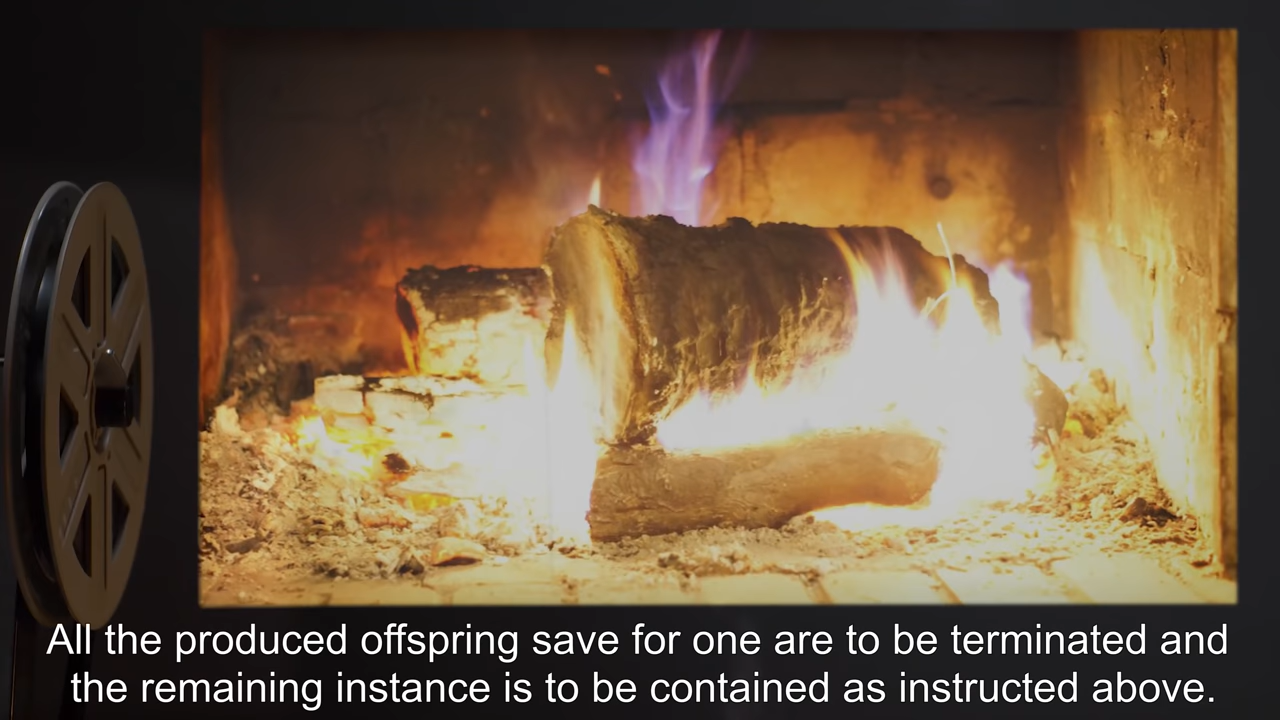 All the produced offspring save for one are to be terminated and
the remaining instance is to be contained as instructed above.